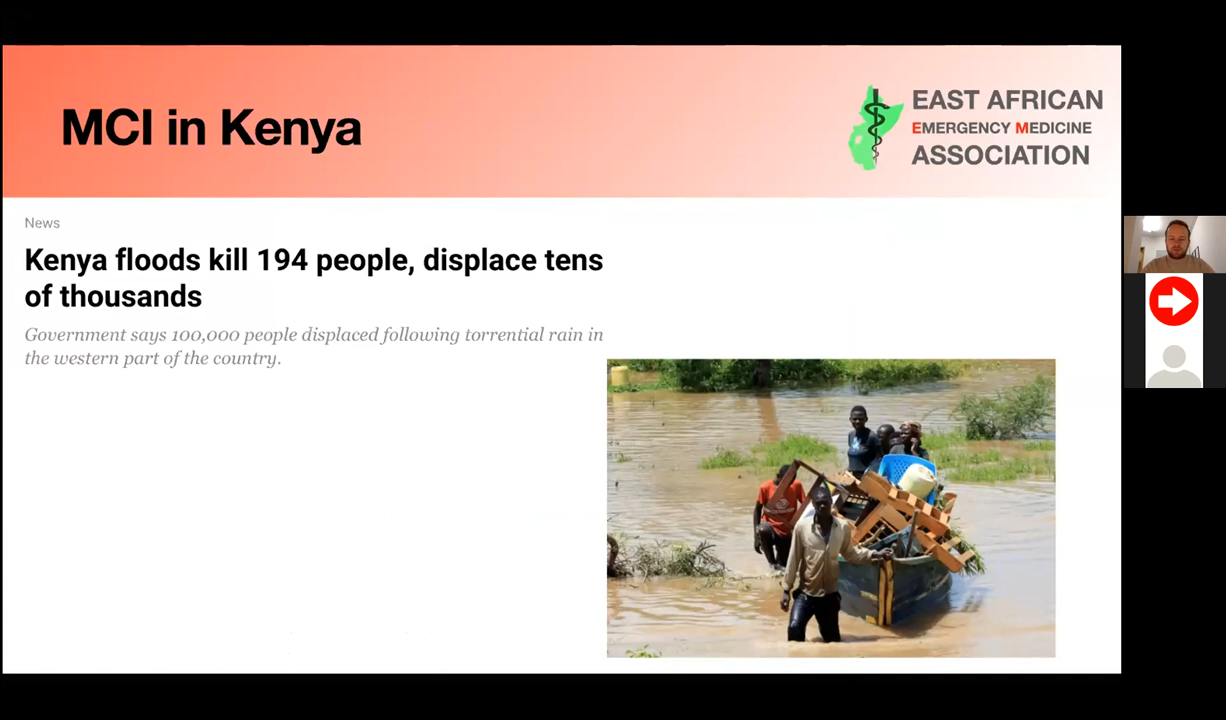 MCI in Kenya
EAST AFRICAN
EMERGENCY MEDICINE
ASSOCIATION
News
Kenya floods kill 194 people, displace tens
of thousands
Government says 100,000 people displaced following torrential rain in
the western part of the country.